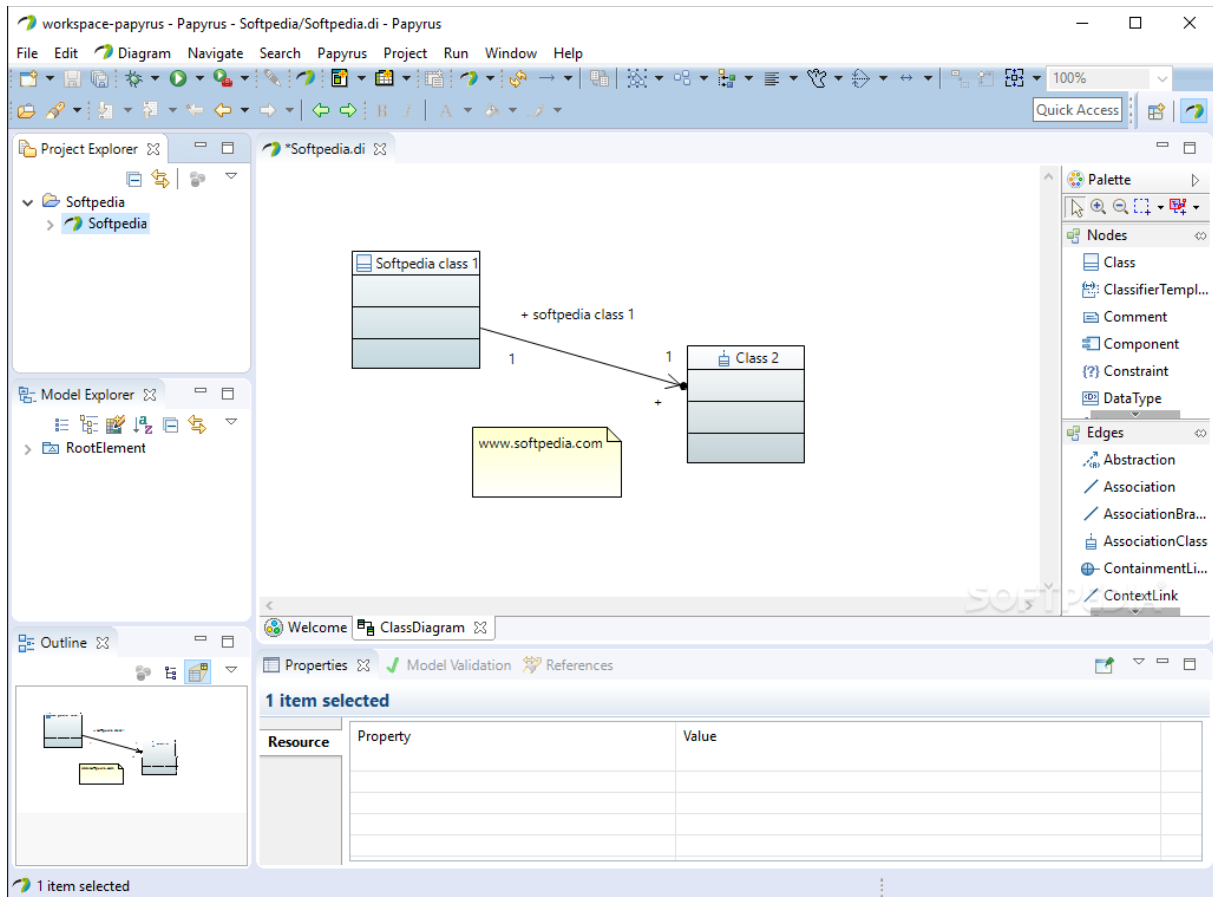 workspace-papyrus - Papyrus - Softpedia/Softpedia.di - Papyrus
File Edit Diagram Navigate Search Papyrus Project Run Window Help
100%
B I A
Quick Access
Project Explorer
Softpedia
Softpedia
*Softpedia.di
Softpedia class 1
+ softpedia class 1
1
1
Class 2
+
www.softpedia.com
Palette
Nodes
Class
ClassifierTempl...
Comment
Component
{?} Constraint
DataType
Edges
Abstraction
Association
AssociationBra...
AssociationClass
ContainmentLi...
ContextLink
SOFTPEDIA
Model Explorer
RootElement
Welcome ClassDiagram
Outline
Properties Model Validation References
1 item selected
Resource
Property Value
1 item selected